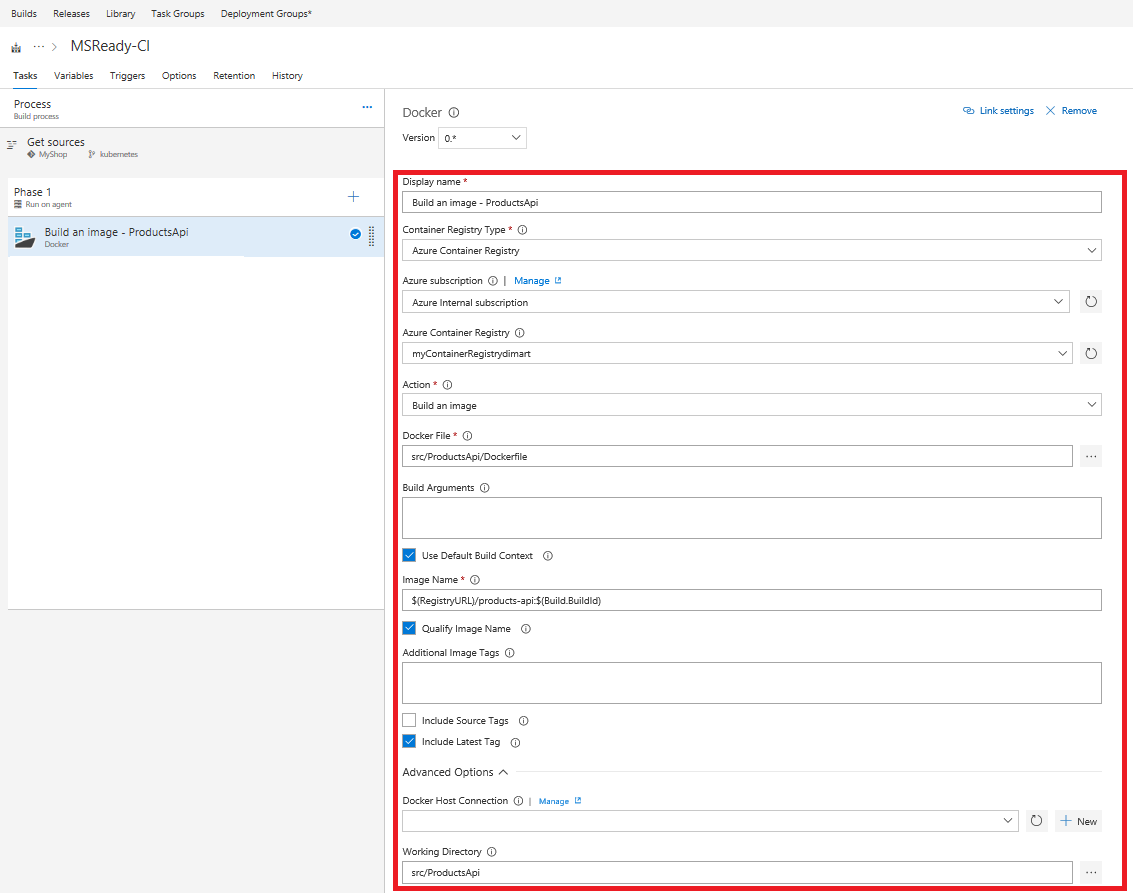 Builds Releases Library Task Groups Deployment Groups*
... MSReady-CI
Tasks Variables Triggers Options Retention History
Process
Build process
...
Get sources
MyShop kubernetes
Phase 1
Run on agent
Build an image - ProductsApi
Docker
Docker
Link settings Remove
Version 0.*
Display name *
Build an image - ProductsApi
Container Registry Type *
Azure Container Registry
Azure subscription | Manage
Azure Internal subscription
Azure Container Registry
myContainerRegistrydimart
Action *
Build an image
Docker File *
src/ProductsApi/Dockerfile ...
Build Arguments
Use Default Build Context
Image Name *
$(RegistryURL)/products-api:$(Build.BuildId)
Qualify Image Name
Additional Image Tags
Include Source Tags
Include Latest Tag
Advanced Options
Docker Host Connection | Manage
New
Working Directory
src/ProductsApi ...